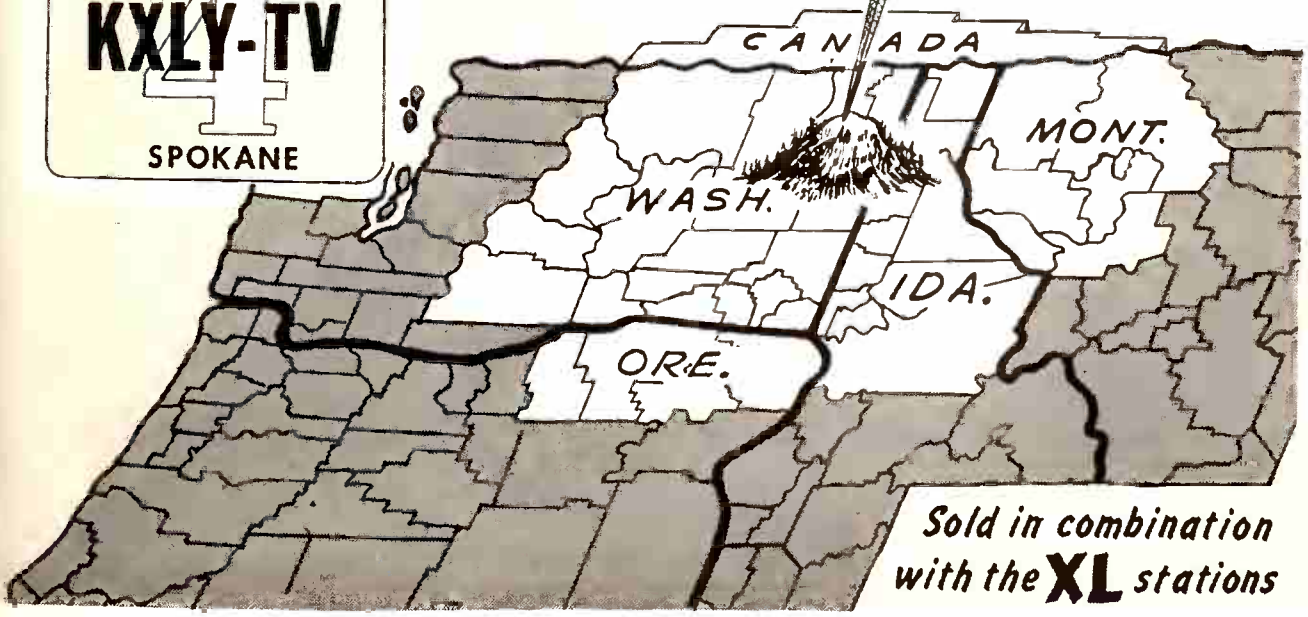 KXLY-TV
4
SPOKANE
CANADA
MONT.
WASH.
IDA.
ORE.
Sold in combination
with the XL stations